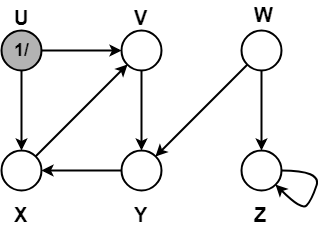 U V W
1/
X Y Z